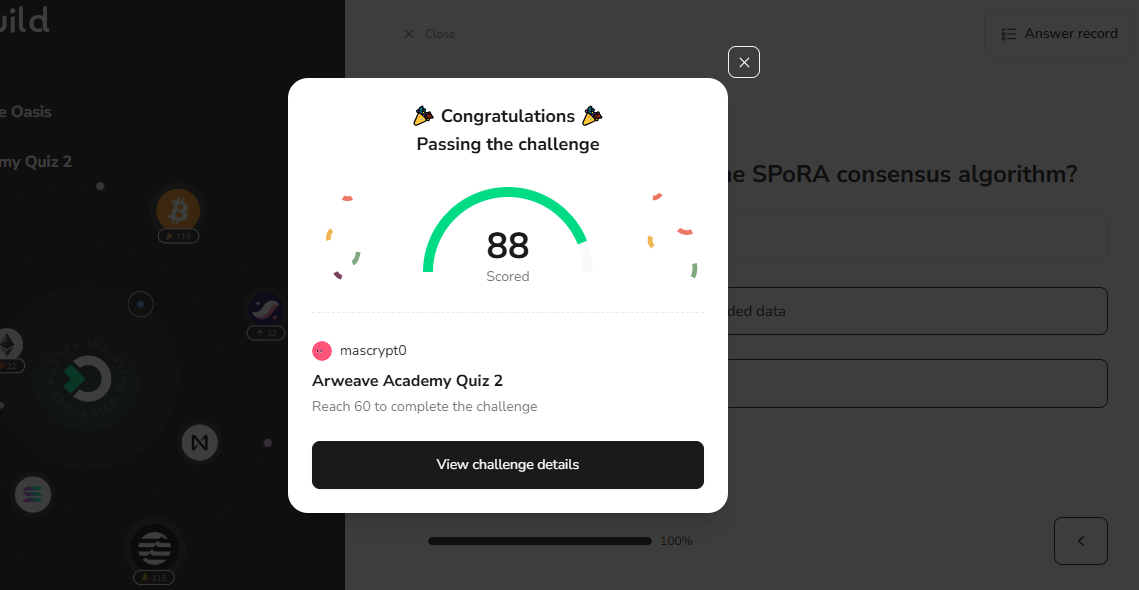 uild
Close
Answer record
e Oasis
my Quiz 2
Congratulations
Passing the challenge
ne SPoRA consensus algorithm?
115
88
Scored
ded data
32
22
mascrypt0
Arweave Academy Quiz 2
Reach 60 to complete the challenge
View challenge details
100%
115